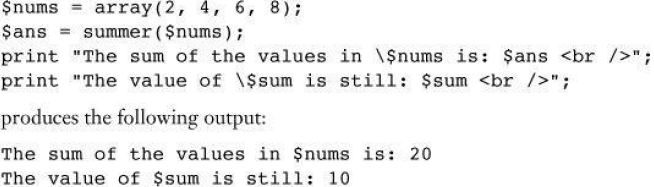 $nums = array(2, 4, 6, 8);
$ans = summer($nums);
print "The sum of the values in \$nums is: $ans <br />";
print "The value of \$sum is still: $sum <br />";
produces the following output:
The sum of the values in $nums is: 20
The value of $sum is still: 10